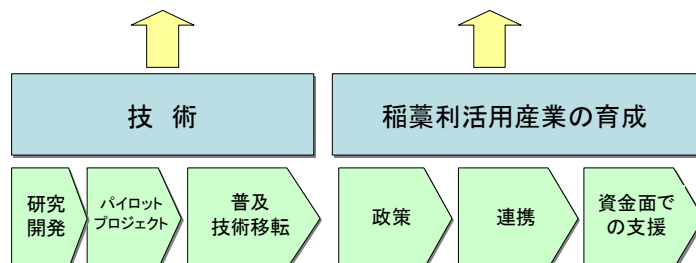 技 術
稲藁利活用産業の育成
研究
開発
パイロット
プロジェクト
普及
技術移転
政策
連携
資金面で
の支援